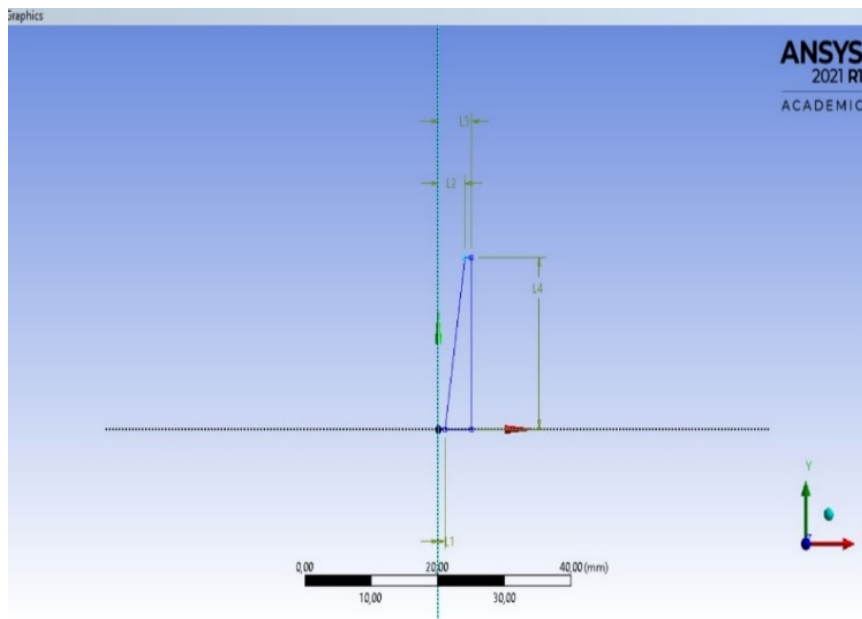 Graphics
ANSYS
2021 R1
ACADEMIC
L3
L2
L4
Y
L1
0,00
20,00
40,00 (mm)
10,00
30,00